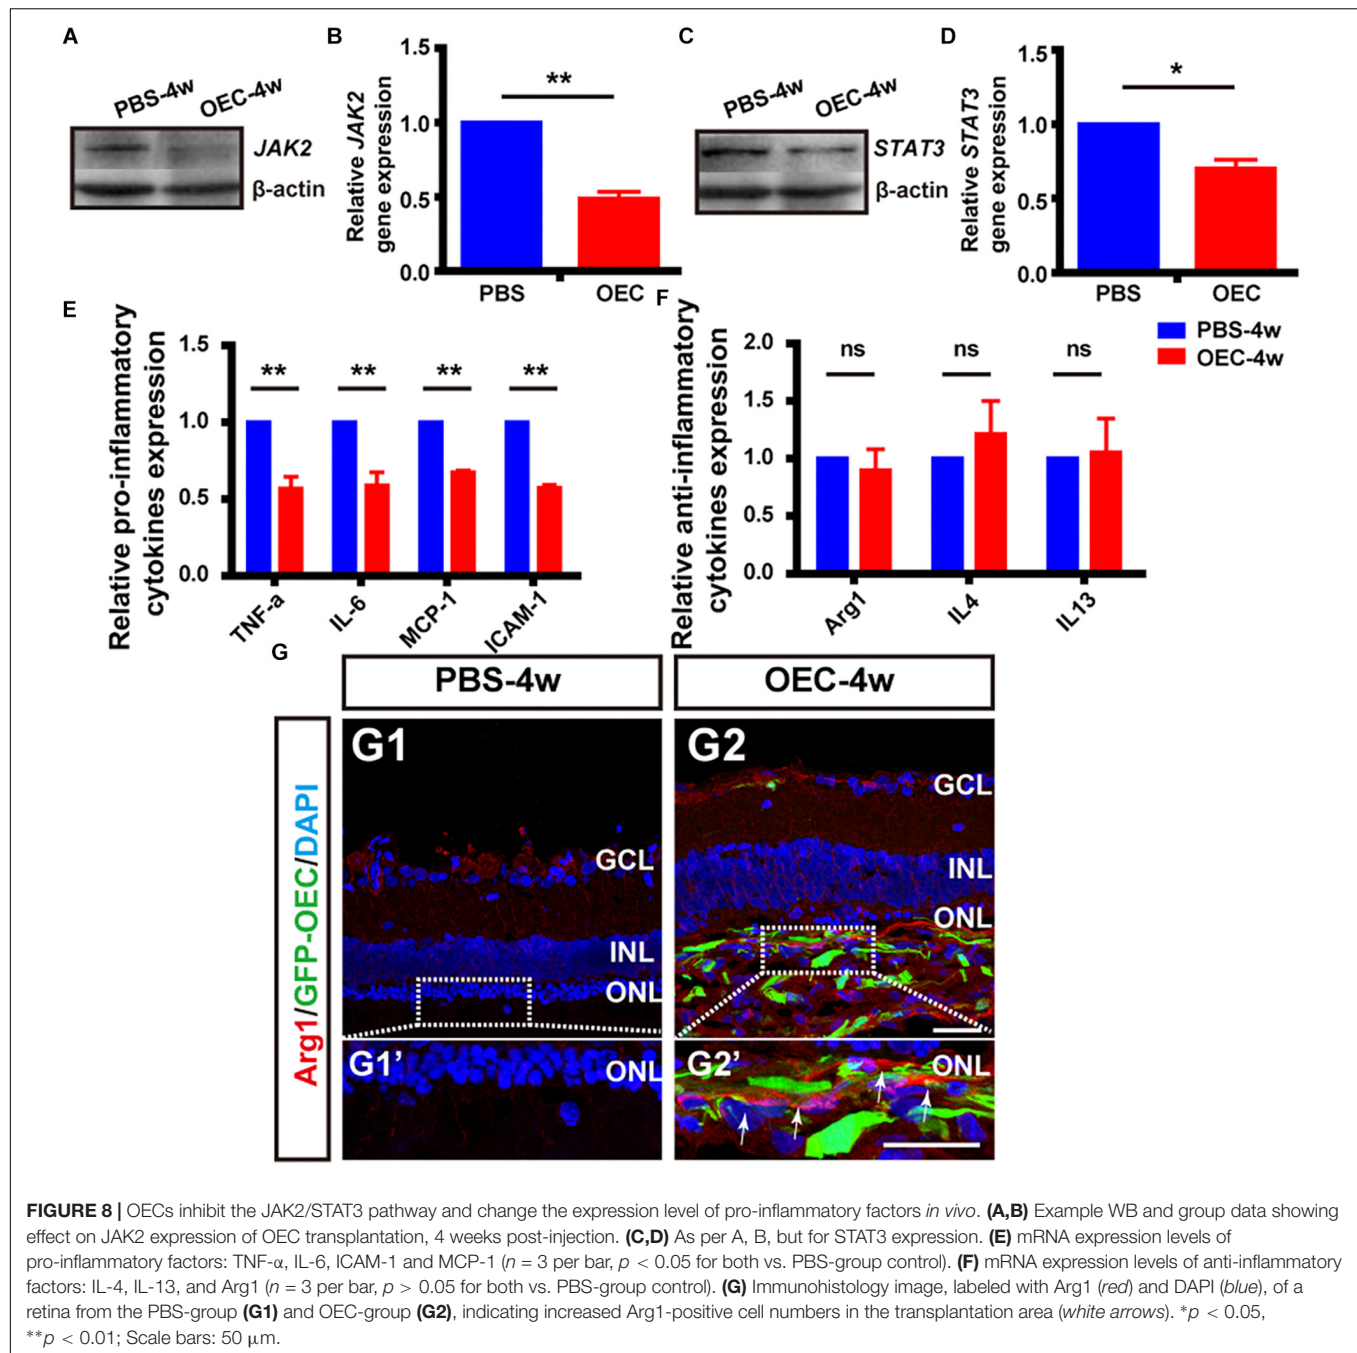 A
PBS-4w
OEC-4w
JAK2
β-actin
B
Relative JAK2
gene expression
1.5
1.0
0.5
0.0
**
PBS
OEC
C
PBS-4w
OEC-4w
STAT3
β-actin
D
Relative STAT3
gene expression
1.5
1.0
0.5
0.0
*
PBS
OEC
E
Relative pro-inflammatory
cytokines expression
1.5
1.0
0.5
0.0
**
**
**
**
TNF-a
IL-6
MCP-1
ICAM-1
F
Relative anti-inflammatory
cytokines expression
2.0
1.5
1.0
0.5
0.0
ns
ns
ns
Arg1
IL4
IL13
PBS-4w
OEC-4w
G
PBS-4w
OEC-4w
Arg1/GFP-OEC/DAPI
G1
GCL
INL
ONL
G2
GCL
INL
ONL
G1’
ONL
G2’
ONL
FIGURE 8 | OECs inhibit the JAK2/STAT3 pathway and change the expression level of pro-inflammatory factors in vivo. (A,B) Example WB and group data showing
effect on JAK2 expression of OEC transplantation, 4 weeks post-injection. (C,D) As per A, B, but for STAT3 expression. (E) mRNA expression levels of
pro-inflammatory factors: TNF-α, IL-6, ICAM-1 and MCP-1 (n = 3 per bar, p < 0.05 for both vs. PBS-group control). (F) mRNA expression levels of anti-inflammatory
factors: IL-4, IL-13, and Arg1 (n = 3 per bar, p > 0.05 for both vs. PBS-group control). (G) Immunohistology image, labeled with Arg1 (red) and DAPI (blue), of a
retina from the PBS-group (G1) and OEC-group (G2), indicating increased Arg1-positive cell numbers in the transplantation area (white arrows). *p < 0.05,
**p < 0.01; Scale bars: 50 μm.